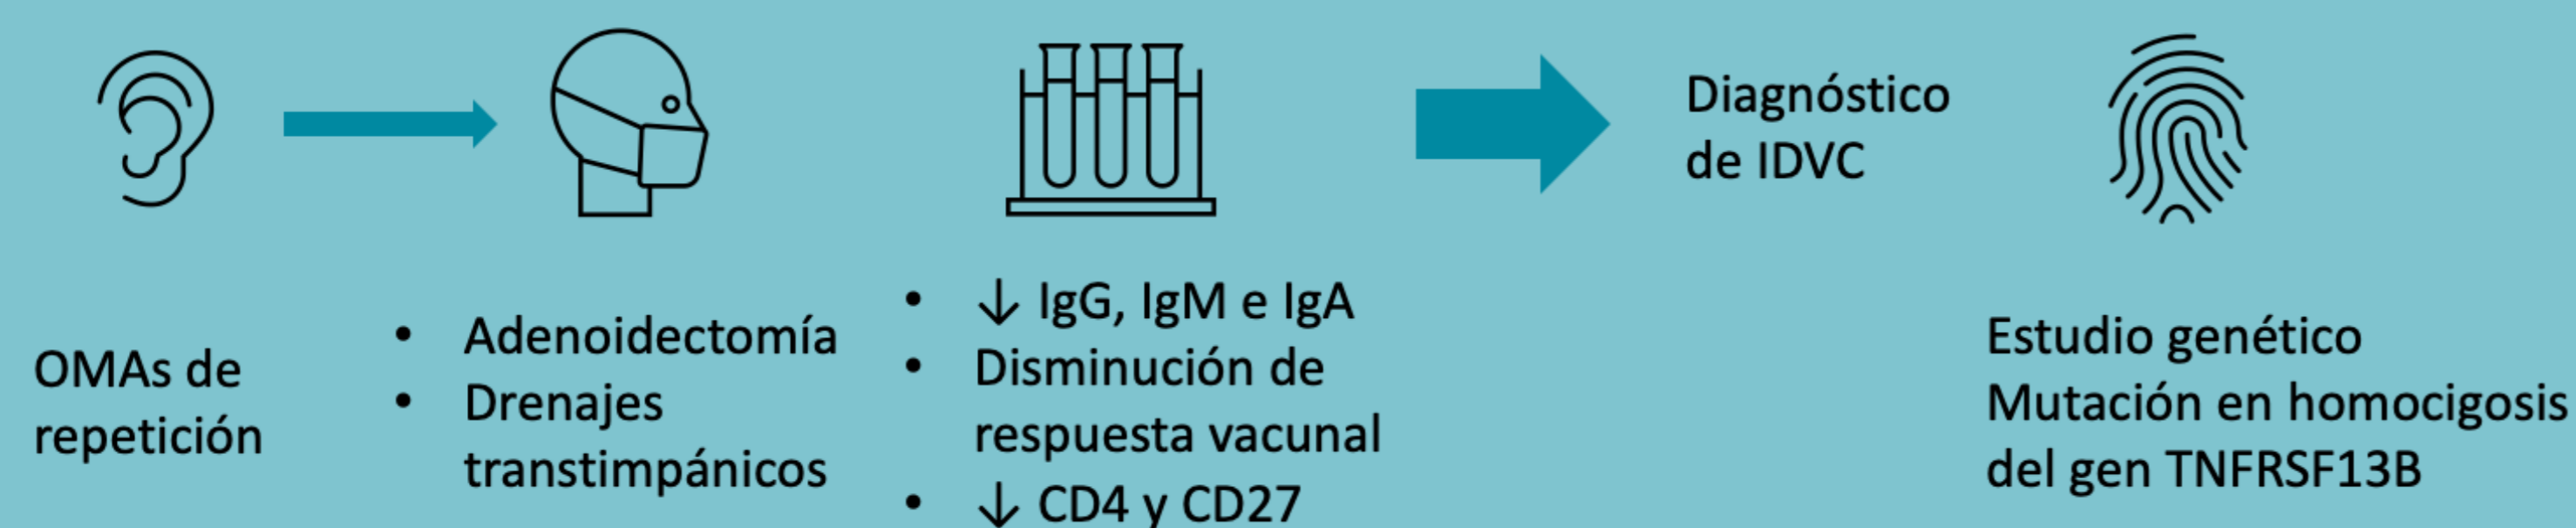 OMAs de
repetición
• Adenoidectomía
• Drenajes
transtimpánicos
• ↓ IgG, IgM e IgA
• Disminución de
respuesta vacunal
• ↓ CD4 y CD27
Diagnóstico
de IDVC
Estudio genético
Mutación en homocigosis
del gen TNFRSF13B